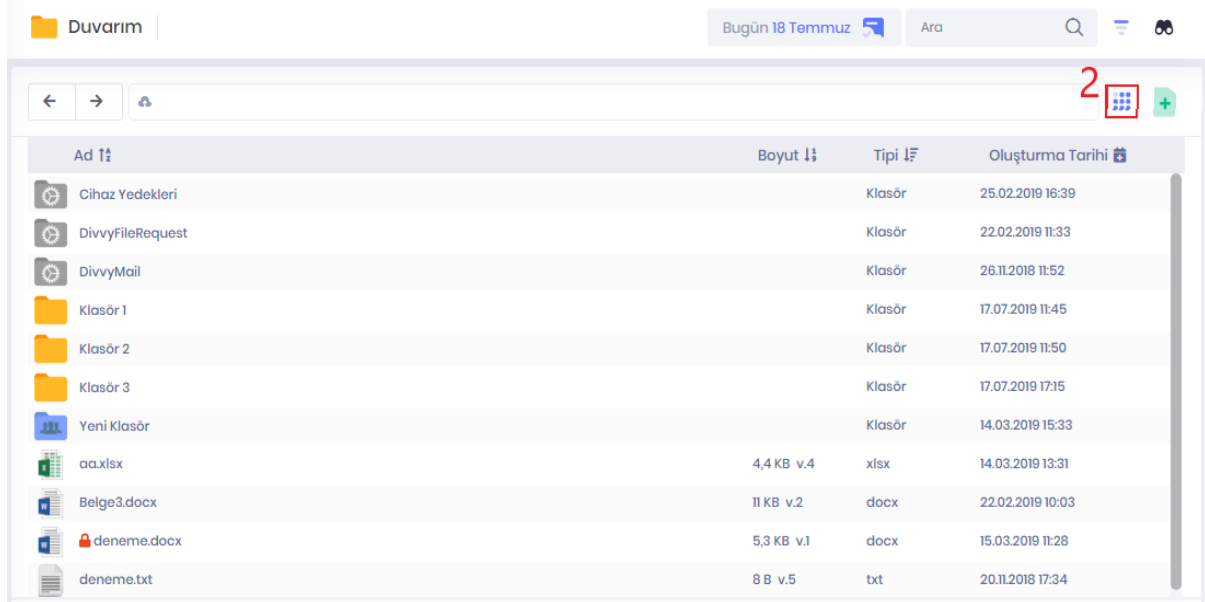 Duvarım
Bugün 18 Temmuz
Ara
2
Ad Boyut Tipi Oluşturma Tarihi
Cihaz Yedekleri Klasör 25.02.2019 16:39
DivvyFileRequest Klasör 22.02.2019 11:33
DivvyMail Klasör 26.11.2018 11:52
Klasör 1 Klasör 17.07.2019 11:45
Klasör 2 Klasör 17.07.2019 11:50
Klasör 3 Klasör 17.07.2019 17:15
Yeni Klasör Klasör 14.03.2019 15:33
aa.xlsx 4,4 KB v.4 xlsx 14.03.2019 13:31
Belge3.docx 11 KB v.2 docx 22.02.2019 10:03
deneme.docx 5,3 KB v.1 docx 15.03.2019 11:28
deneme.txt 8 B v.5 txt 20.11.2018 17:34